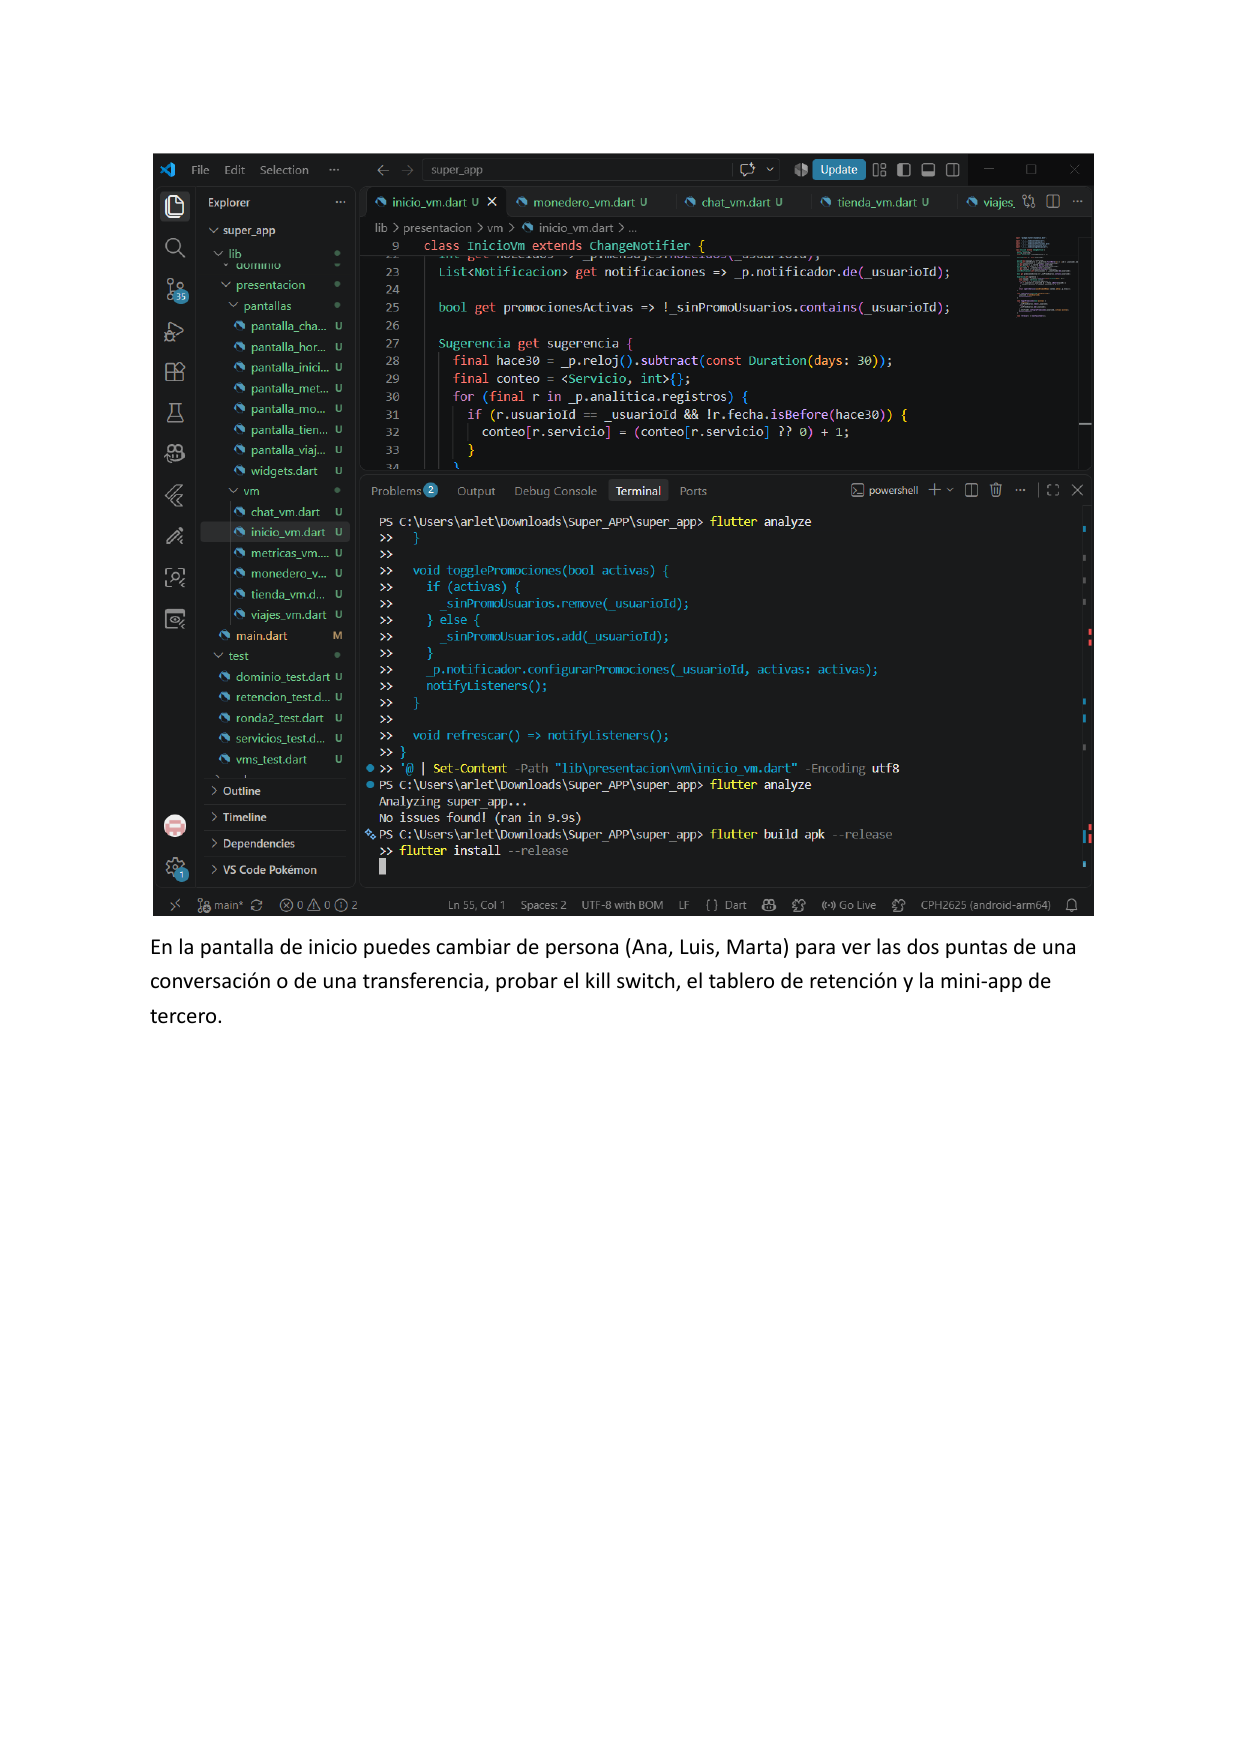 File Edit Selection ··· super_app Update
Explorer ···
super_app
lib
dominio
presentacion
pantallas
pantalla_cha... U
pantalla_hor... U
pantalla_inici... U
pantalla_met... U
pantalla_mo... U
pantalla_tien... U
pantalla_viaj... U
widgets.dart U
vm
chat_vm.dart U
inicio_vm.dart U
metricas_vm.... U
monedero_v... U
tienda_vm.d... U
viajes_vm.dart U
main.dart M
test
dominio_test.dart U
retencion_test.d... U
ronda2_test.dart U
servicios_test.d... U
vms_test.dart U
Outline
Timeline
Dependencies
VS Code Pokémon
35
1
inicio_vm.dart U monedero_vm.dart U chat_vm.dart U tienda_vm.dart U viajes_ ···
lib > presentacion > vm > inicio_vm.dart > ...
9 class InicioVm extends ChangeNotifier {
23 List<Notificacion> get notificaciones => _p.notificador.de(_usuarioId);
24
25 bool get promocionesActivas => !_sinPromoUsuarios.contains(_usuarioId);
26
27 Sugerencia get sugerencia {
28 final hace30 = _p.reloj().subtract(const Duration(days: 30));
29 final conteo = <Servicio, int>{};
30 for (final r in _p.analitica.registros) {
31 if (r.usuarioId == _usuarioId && !r.fecha.isBefore(hace30)) {
32 conteo[r.servicio] = (conteo[r.servicio] ?? 0) + 1;
33 }
34 }
Problems 2 Output Debug Console Terminal Ports powershell ···
PS C:\Users\arlet\Downloads\Super_APP\super_app> flutter analyze
>> }
>>
>> void togglePromociones(bool activas) {
>> if (activas) {
>> _sinPromoUsuarios.remove(_usuarioId);
>> } else {
>> _sinPromoUsuarios.add(_usuarioId);
>> }
>> _p.notificador.configurarPromociones(_usuarioId, activas: activas);
>> notifyListeners();
>> }
>>
>> void refrescar() => notifyListeners();
>> }
>> '@ | Set-Content -Path "lib\presentacion\vm\inicio_vm.dart" -Encoding utf8
PS C:\Users\arlet\Downloads\Super_APP\super_app> flutter analyze
Analyzing super_app...
No issues found! (ran in 9.9s)
PS C:\Users\arlet\Downloads\Super_APP\super_app> flutter build apk --release
>> flutter install --release
main* 0 0 2 Ln 55, Col 1 Spaces: 2 UTF-8 with BOM LF { } Dart Go Live CPH2625 (android-arm64)
En la pantalla de inicio puedes cambiar de persona (Ana, Luis, Marta) para ver las dos puntas de una
conversación o de una transferencia, probar el kill switch, el tablero de retención y la mini-app de
tercero.